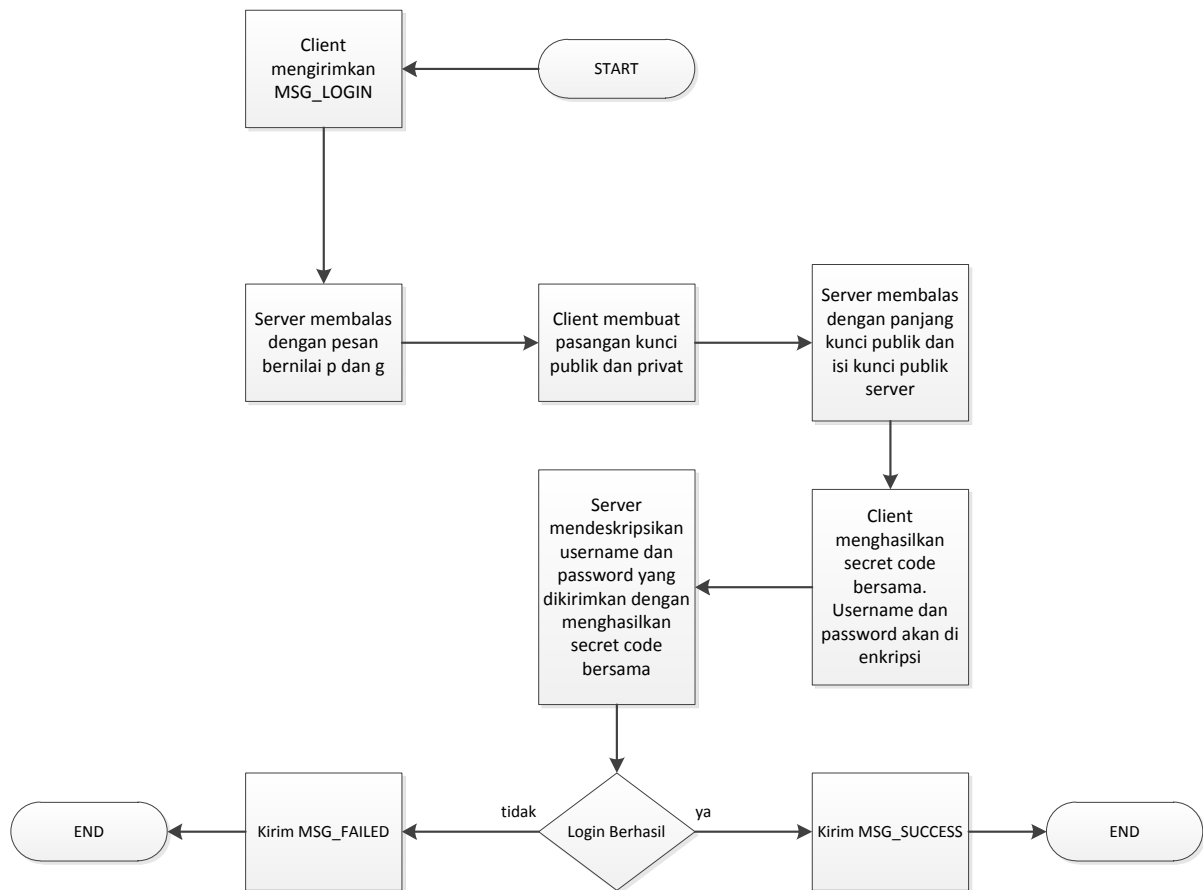 START
Client
mengirimkan
MSG_LOGIN
Server membalas
dengan pesan
bernilai p dan g
Client membuat
pasangan kunci
publik dan privat
Server membalas
dengan panjang
kunci publik dan
isi kunci publik
server
Client
menghasilkan
secret code
bersama.
Username dan
password akan di
enkripsi
Server
mendeskripsikan
username dan
password yang
dikirimkan dengan
menghasilkan
secret code
bersama
Login Berhasil
tidak
Kirim MSG_FAILED
END
ya
Kirim MSG_SUCCESS
END